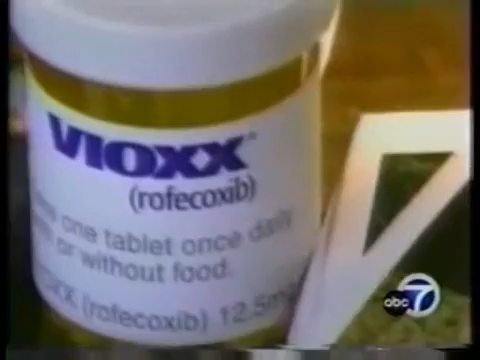 VIOXX
(rofecoxib)
one tablet once daily
or without food.
(rofecoxib) 12.5m
abc 7